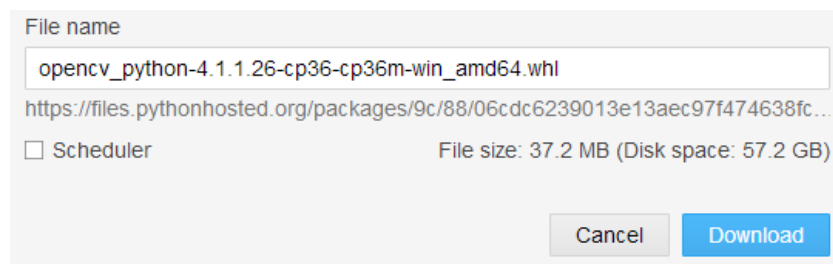 File name
opencv_python-4.1.1.26-cp36-cp36m-win_amd64.whl
https://files.pythonhosted.org/packages/9c/88/06cdc6239013e13aec97f474638fc...
Scheduler File size: 37.2 MB (Disk space: 57.2 GB)
Cancel Download